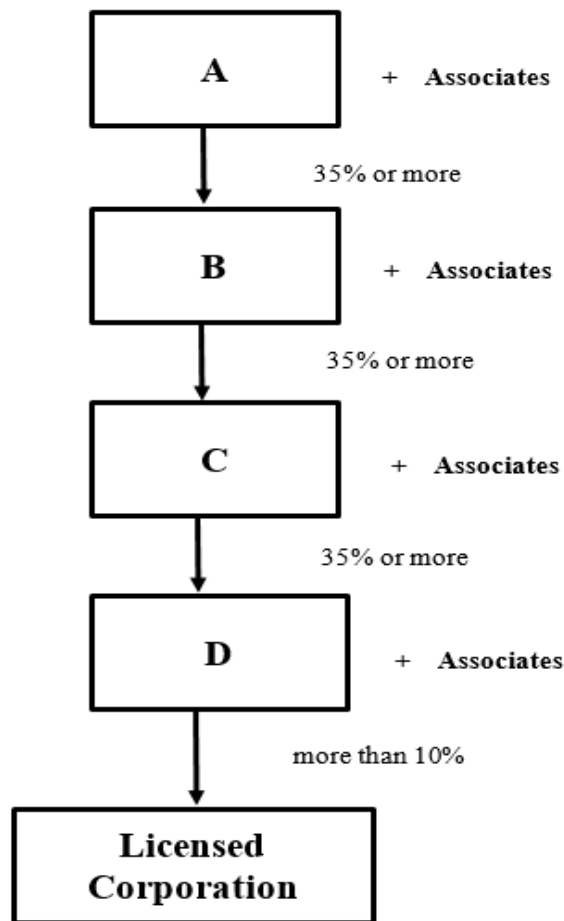 A + Associates
35% or more
B + Associates
35% or more
C + Associates
35% or more
D + Associates
more than 10%
Licensed
Corporation